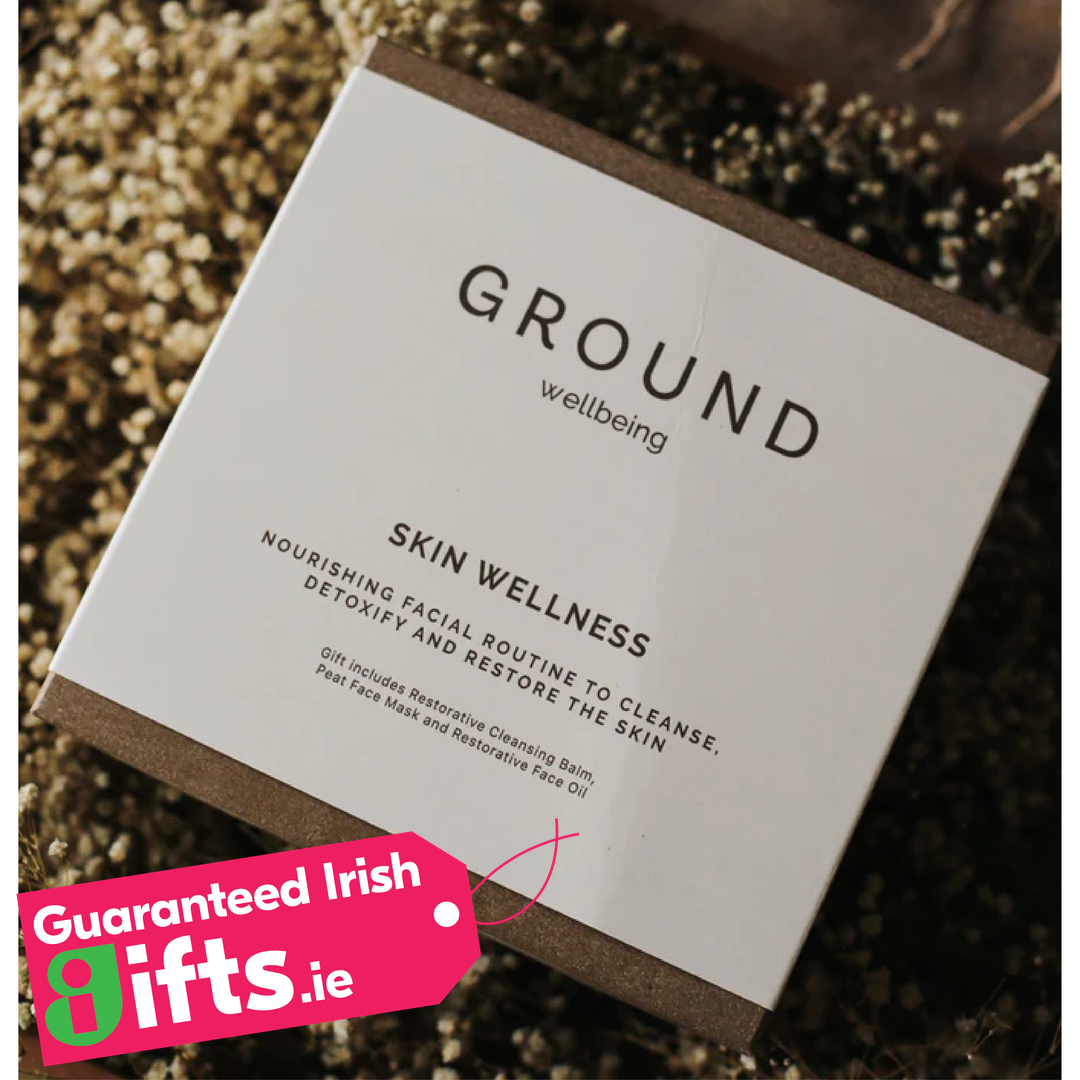 GROUND
wellbeing
SKIN WELLNESS
NOURISHING FACIAL ROUTINE TO CLEANSE,
DETOXIFY AND RESTORE THE SKIN
Gift includes Restorative Cleansing Balm,
Peat Face Mask and Restorative Face Oil
Guaranteed Irish
gifts.ie